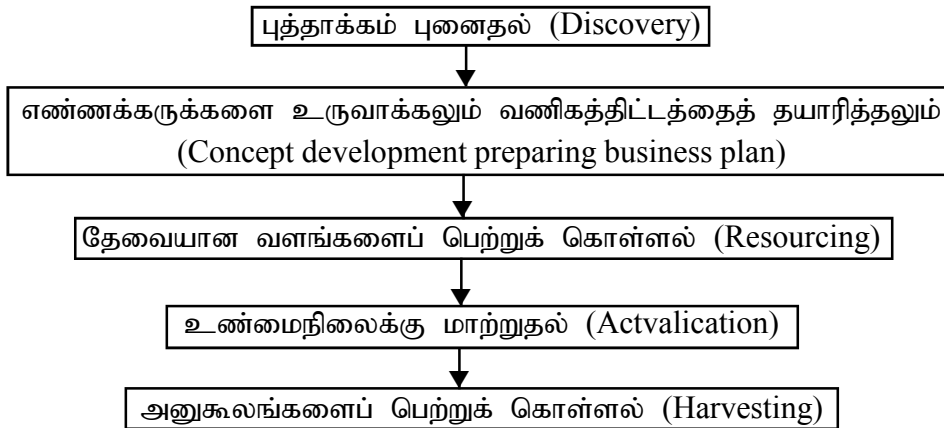 புத்தாக்கம் புனைதல் (Discovery)
எண்ணக்கருக்களை உருவாக்கலும் வணிகத்திட்டத்தைத் தயாரித்தலும்
(Concept development preparing business plan)
தேவையான வளங்களைப் பெற்றுக் கொள்ளல் (Resourcing)
உண்மைநிலைக்கு மாற்றுதல் (Actvalication)
அனுகூலங்களைப் பெற்றுக் கொள்ளல் (Harvesting)